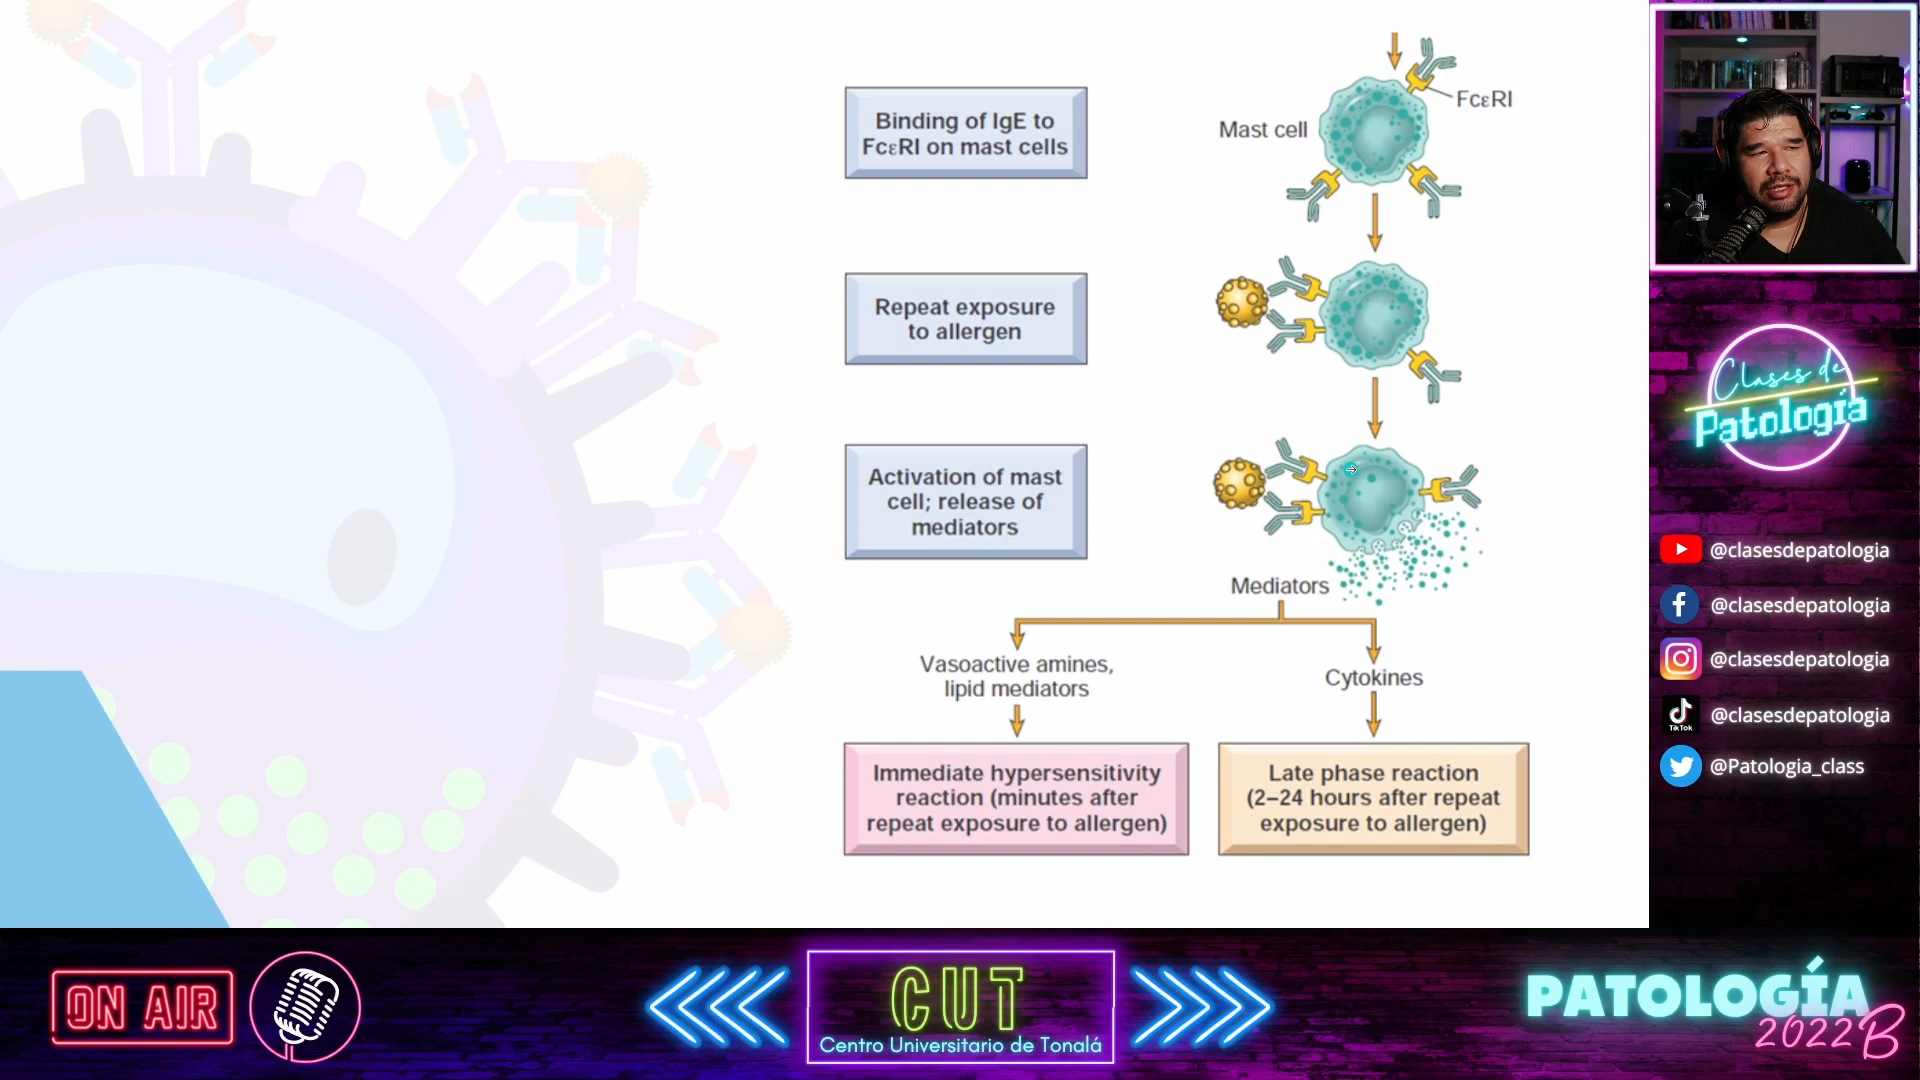 Binding of IgE to
FcεRI on mast cells
Mast cell
FcεRI
Repeat exposure
to allergen
Activation of mast
cell; release of
mediators
Mediators
Vasoactive amines,
lipid mediators
Cytokines
Immediate hypersensitivity
reaction (minutes after
repeat exposure to allergen)
Late phase reaction
(2–24 hours after repeat
exposure to allergen)
Clases de
Patología
@clasesdepatologia
@clasesdepatologia
@clasesdepatologia
TikTok
@clasesdepatologia
@Patologia_class
ON AIR
CUT
Centro Universitario de Tonalá
PATOLOGÍA
2022B